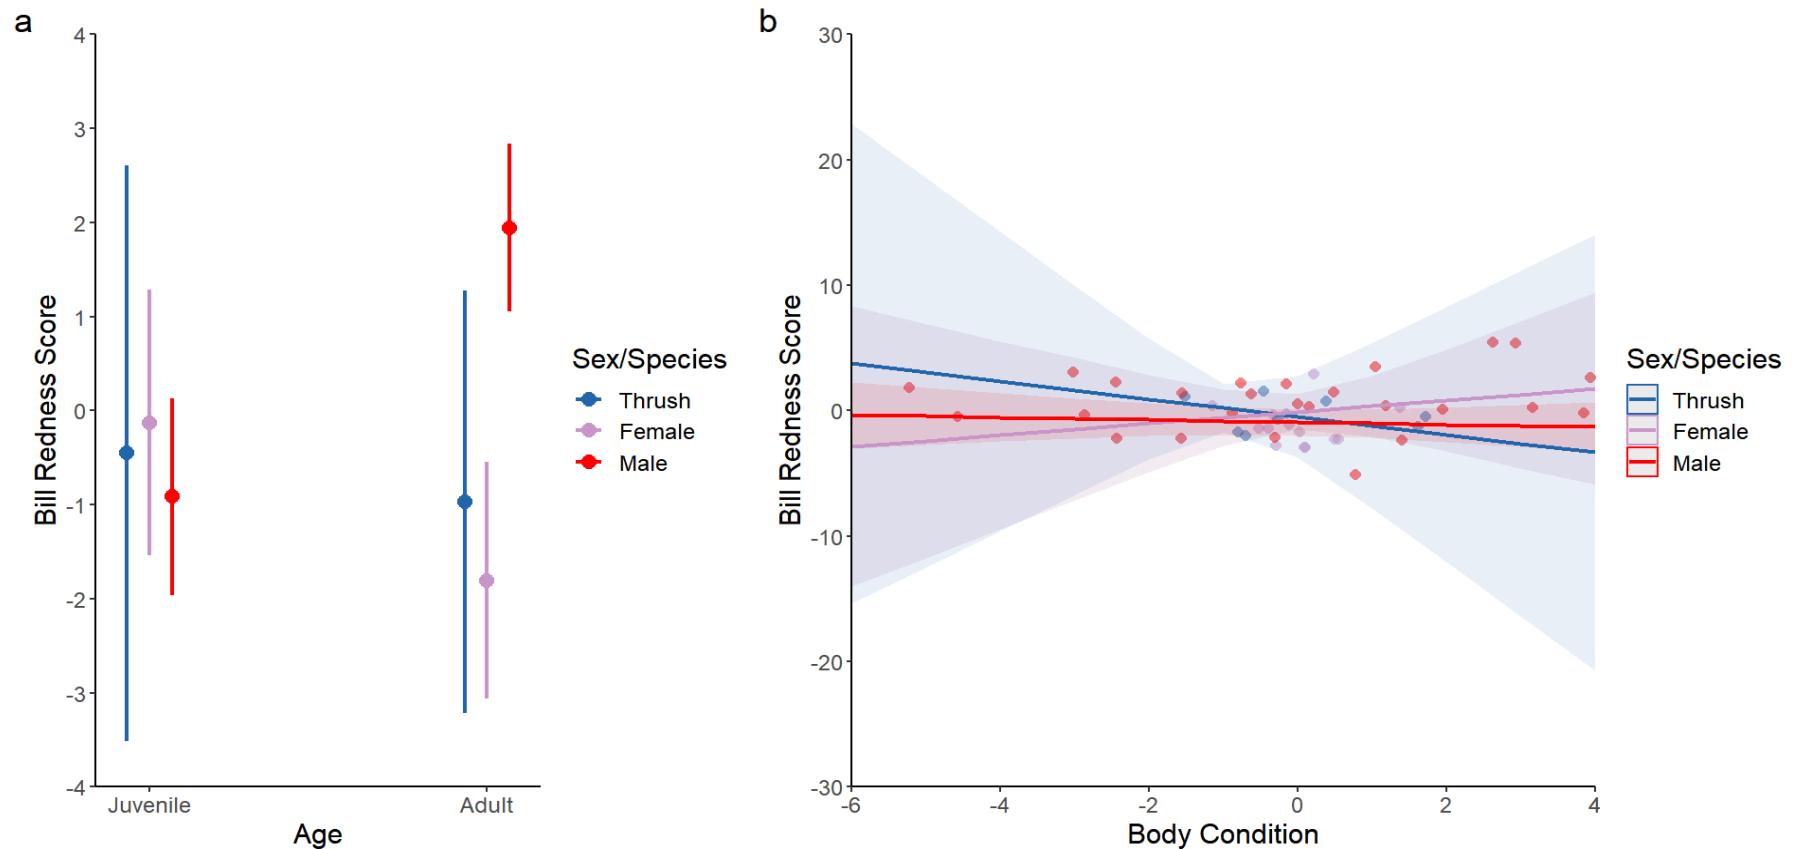 a
4
3
2
1
0
-1
-2
-3
-4
Bill Redness Score
Juvenile
Adult
Age
Sex/Species
Thrush
Female
Male
b
30
20
10
0
-10
-20
-30
Bill Redness Score
-6 -4 -2 0 2 4
Body Condition
Sex/Species
Thrush
Female
Male